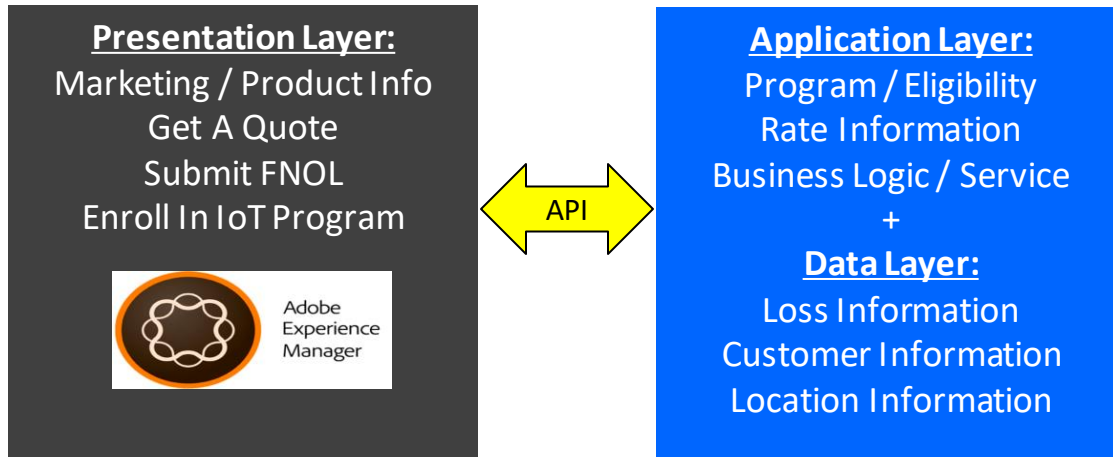 Presentation Layer:
Marketing / Product Info
Get A Quote
Submit FNOL
Enroll In IoT Program
Adobe
Experience
Manager
API
Application Layer:
Program / Eligibility
Rate Information
Business Logic / Service
+
Data Layer:
Loss Information
Customer Information
Location Information